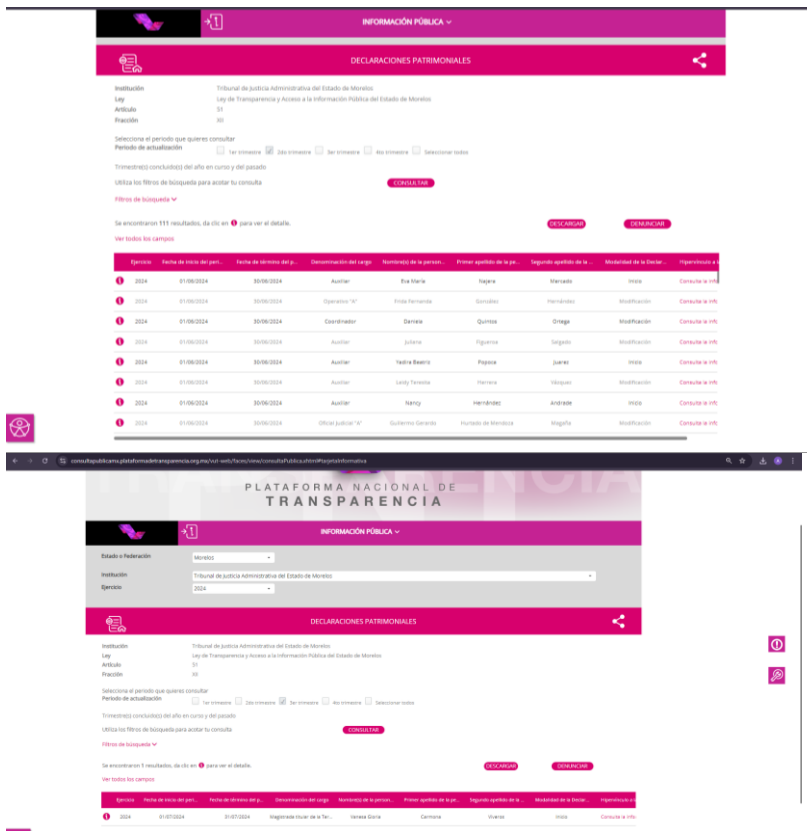 INFORMACIÓN PÚBLICA
DECLARACIONES PATRIMONIALES
Institución Tribunal de Justicia Administrativa del Estado de Morelos
Ley Ley de Transparencia y Acceso a la Información Pública del Estado de Morelos
Artículo 51
Fracción XII
Selecciona el periodo que quieres consultar
Periodo de actualización 1er trimestre 2do trimestre 3er trimestre 4to trimestre Seleccionar todos
Trimestre(s) concluido(s) del año en curso y del pasado
Utiliza los filtros de búsqueda para acotar tu consulta CONSULTAR
Filtros de búsqueda
Se encontraron 111 resultados, da clic en para ver el detalle. DESCARGAR DENUNCIAR
Ver todos los campos
Ejercicio Fecha de inicio del peri... Fecha de término del p... Denominación del cargo Nombre(s) de la person... Primer apellido de la pe... Segundo apellido de la ... Modalidad de la Declar... Hipervínculo a l
2024 01/06/2024 30/06/2024 Auxiliar Eva María Najera Mercado Inicio Consulta la info
2024 01/06/2024 30/06/2024 Operativo "A" Frida Fernanda González Hernández Modificación Consulta la info
2024 01/06/2024 30/06/2024 Coordinador Daniela Quintos Ortega Modificación Consulta la info
2024 01/06/2024 30/06/2024 Auxiliar Juliana Figueroa Salgado Modificación Consulta la info
2024 01/06/2024 30/06/2024 Auxiliar Yadira Beatriz Popoca Juarez Inicio Consulta la info
2024 01/06/2024 30/06/2024 Auxiliar Herrera Vázquez Modificación Consulta la info
2024 01/06/2024 30/06/2024 Auxiliar Nancy Hernández Andrade Inicio Consulta la info
2024 01/06/2024 30/06/2024 Oficial Judicial "A" Guillermo Gerardo Hurtado de Mendoza Magaña Modificación Consulta la info
consultapublicamx.plataformadetransparencia.org.mx/vut-web/faces/view/consultaPublica.xhtml#tarjetaInformativa
PLATAFORMA NACIONAL DE
TRANSPARENCIA
INFORMACIÓN PÚBLICA
Estado o Federación Morelos
Institución Tribunal de Justicia Administrativa del Estado de Morelos
Ejercicio 2024
DECLARACIONES PATRIMONIALES
Institución Tribunal de Justicia Administrativa del Estado de Morelos
Ley Ley de Transparencia y Acceso a la Información Pública del Estado de Morelos
Artículo 51
Fracción XII
Selecciona el periodo que quieres consultar
Periodo de actualización 1er trimestre 2do trimestre 3er trimestre 4to trimestre Seleccionar todos
Trimestre(s) concluido(s) del año en curso y del pasado
Utiliza los filtros de búsqueda para acotar tu consulta CONSULTAR
Filtros de búsqueda
Se encontraron 1 resultados, da clic en para ver el detalle. DESCARGAR DENUNCIAR
Ver todos los campos
Ejercicio Fecha de inicio del peri... Fecha de término del p... Denominación del cargo Nombre(s) de la person... Primer apellido de la pe... Segundo apellido de la ... Modalidad de la Declar... Hipervínculo a l
2024 01/07/2024 31/07/2024 Magistrada titular de la Ter... Vanesa Gloria Carmona Viveros Inicio Consulta la info